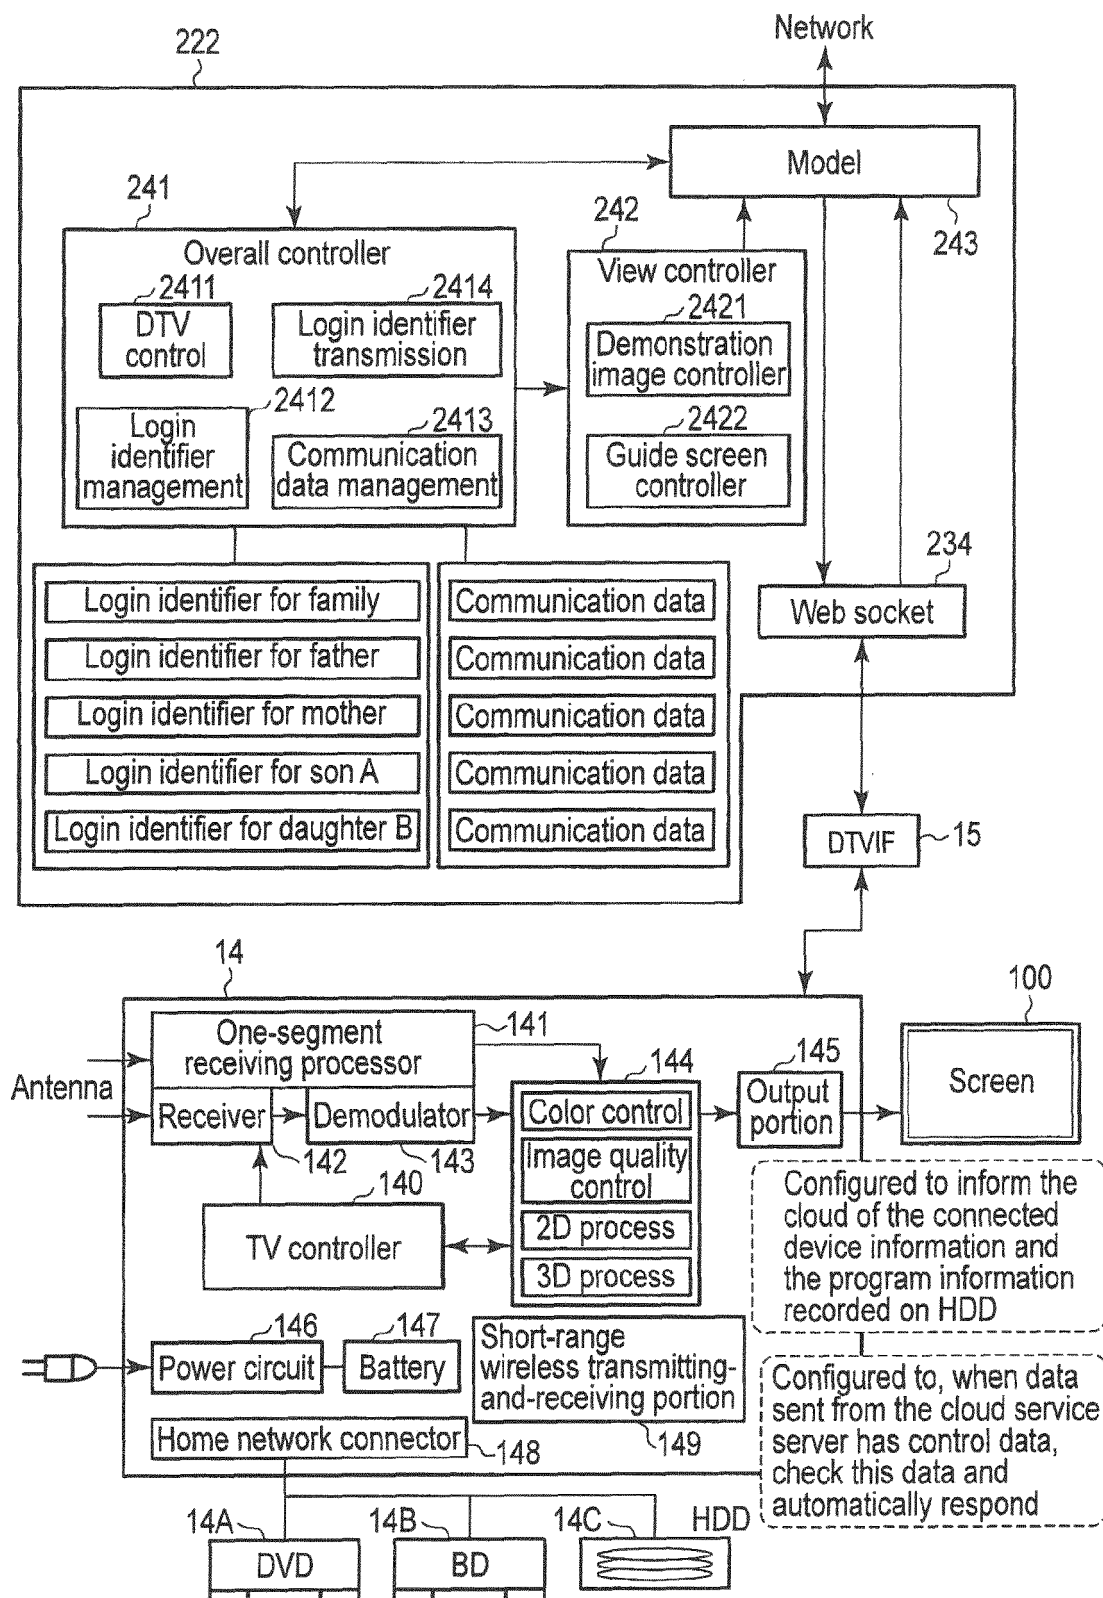 Network
222
Model
243
241
Overall controller
2411
DTV
control
2414
Login identifier
transmission
2412
Login
identifier
management
2413
Communication
data management
242
View controller
2421
Demonstration
image controller
2422
Guide screen
controller
234
Web socket
Login identifier for family
Login identifier for father
Login identifier for mother
Login identifier for son A
Login identifier for daughter B
Communication data
Communication data
Communication data
Communication data
Communication data
DTVIF
15
14
Antenna
One-segment
receiving processor
141
Receiver
142
Demodulator
143
144
Color control
Image quality
control
2D process
3D process
145
Output
portion
100
Screen
140
TV controller
Configured to inform the
cloud of the connected
device information and
the program information
recorded on HDD
146
Power circuit
147
Battery
Short-range
wireless transmitting-
and-receiving portion
149
Configured to, when data
sent from the cloud service
server has control data,
check this data and
automatically respond
Home network connector
148
14A
DVD
14B
BD
14C
HDD